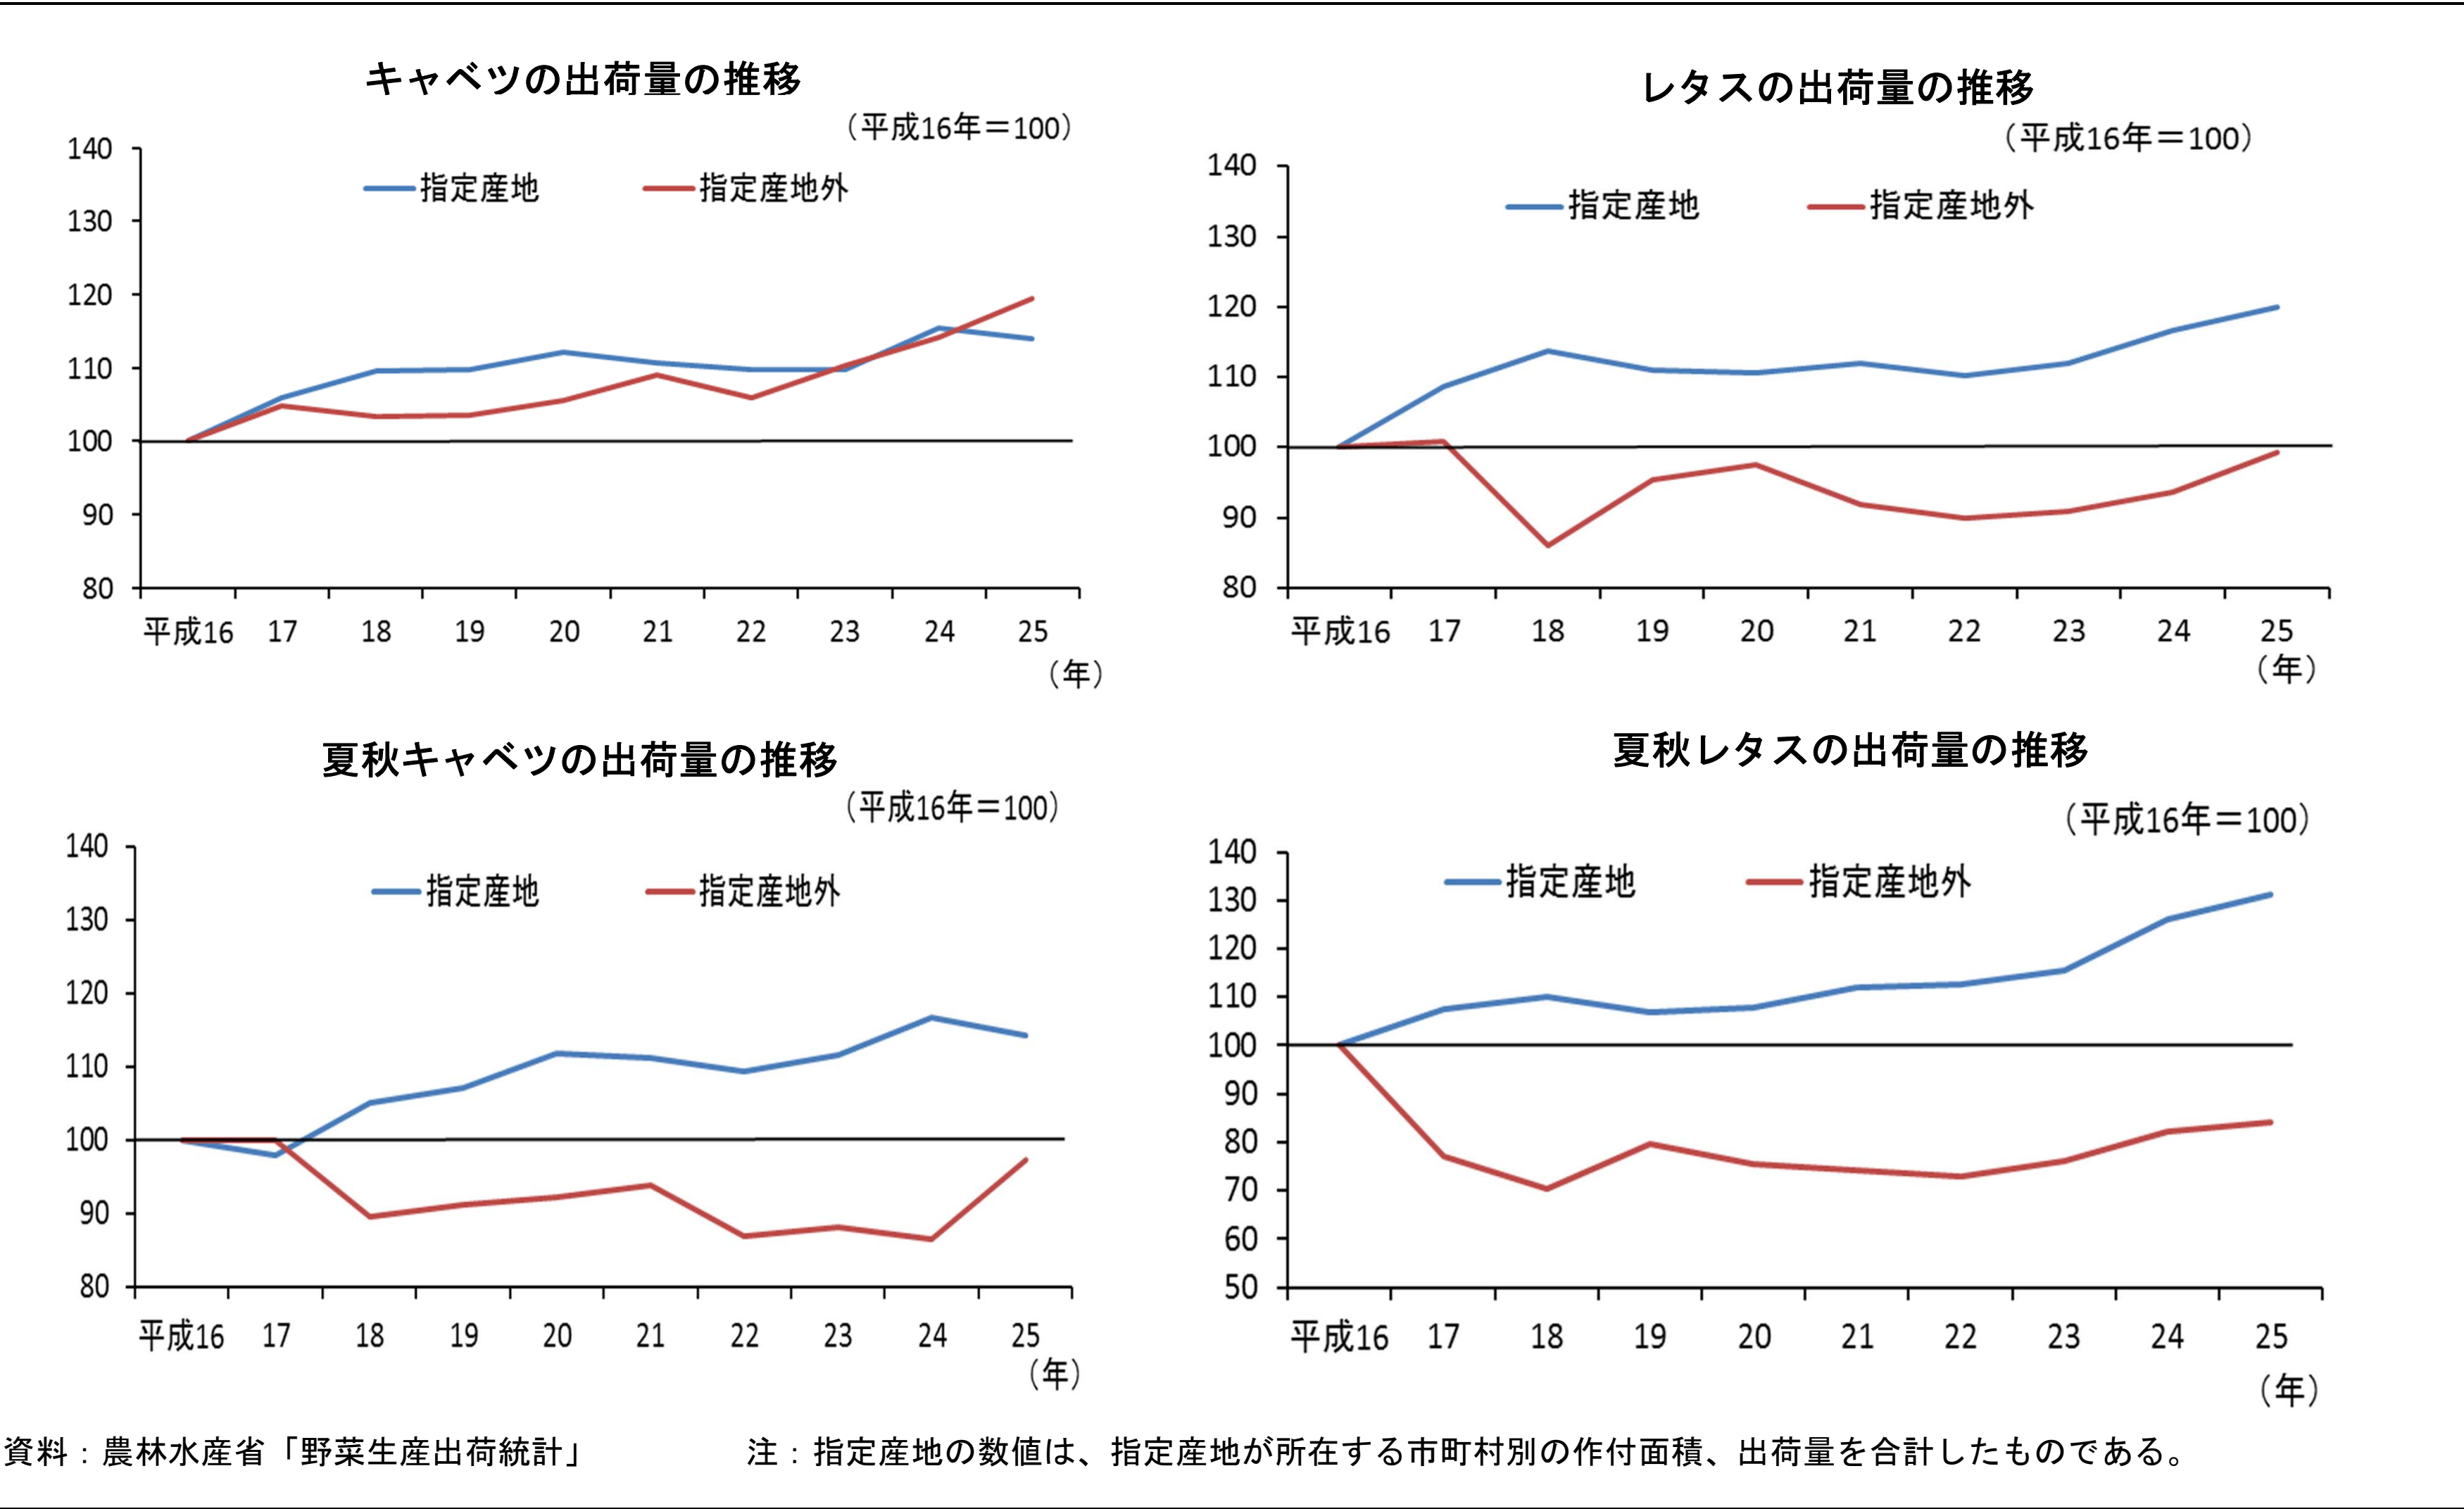 キャベツの出荷量の推移
（平成16年＝100）
140
130
120
110
100
90
80
指定産地 指定産地外
平成16 17 18 19 20 21 22 23 24 25
（年）
レタスの出荷量の推移
（平成16年＝100）
140
130
120
110
100
90
80
指定産地 指定産地外
平成16 17 18 19 20 21 22 23 24 25
（年）
夏秋キャベツの出荷量の推移
（平成16年＝100）
140
130
120
110
100
90
80
指定産地 指定産地外
平成16 17 18 19 20 21 22 23 24 25
（年）
夏秋レタスの出荷量の推移
（平成16年＝100）
140
130
120
110
100
90
80
70
60
50
指定産地 指定産地外
平成16 17 18 19 20 21 22 23 24 25
（年）
資料：農林水産省「野菜生産出荷統計」 注：指定産地の数値は、指定産地が所在する市町村別の作付面積、出荷量を合計したものである。